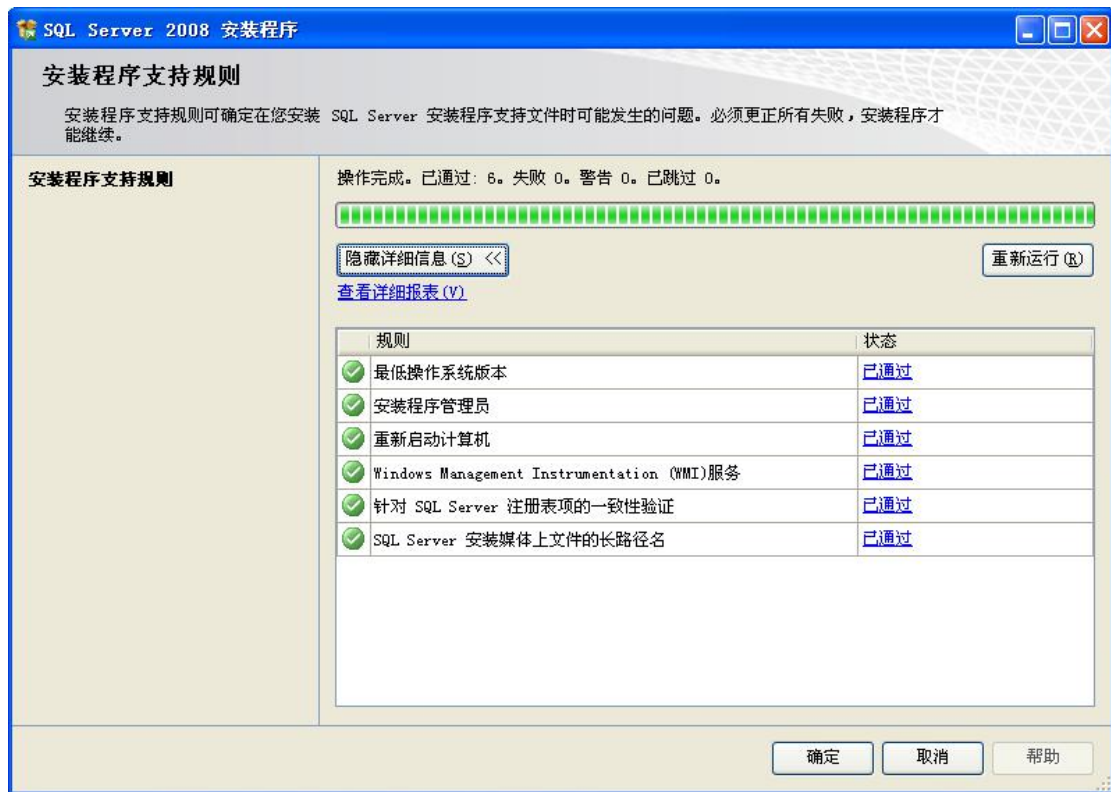 SQL Server 2008 安装程序
安装程序支持规则
安装程序支持规则可确定在您安装 SQL Server 安装程序支持文件时可能发生的问题。必须更正所有失败，安装程序才
能继续。
安装程序支持规则
操作完成。已通过: 6。失败 0。警告 0。已跳过 0。
隐藏详细信息(S) <<
重新运行(R)
查看详细报表(V)
规则 状态
最低操作系统版本 已通过
安装程序管理员 已通过
重新启动计算机 已通过
Windows Management Instrumentation (WMI)服务 已通过
针对 SQL Server 注册表项的一致性验证 已通过
SQL Server 安装媒体上文件的长路径名 已通过
确定 取消 帮助